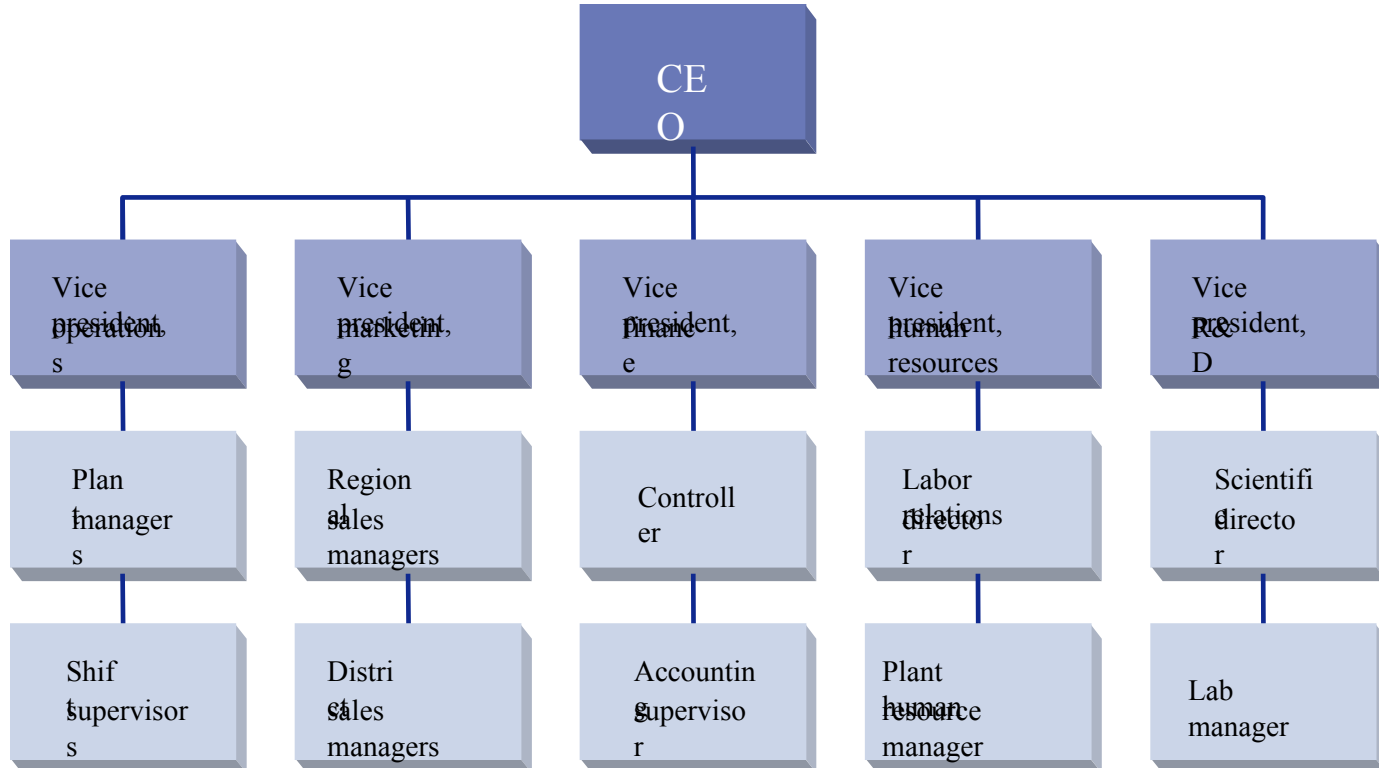 CE
O
Vice
president,
operation
s
Vice
president,
marketin
g
Vice
president,
financ
e
Vice
president,
human
resources
Vice
president,
R&
D
Plan
t
manager
s
Region
al
sales
managers
Controll
er
Labor
relations
directo
r
Scientifi
c
directo
r
Shif
t
supervisor
s
Distri
ct
sales
managers
Accountin
g
superviso
r
Plant
human
resource
manager
Lab
manager